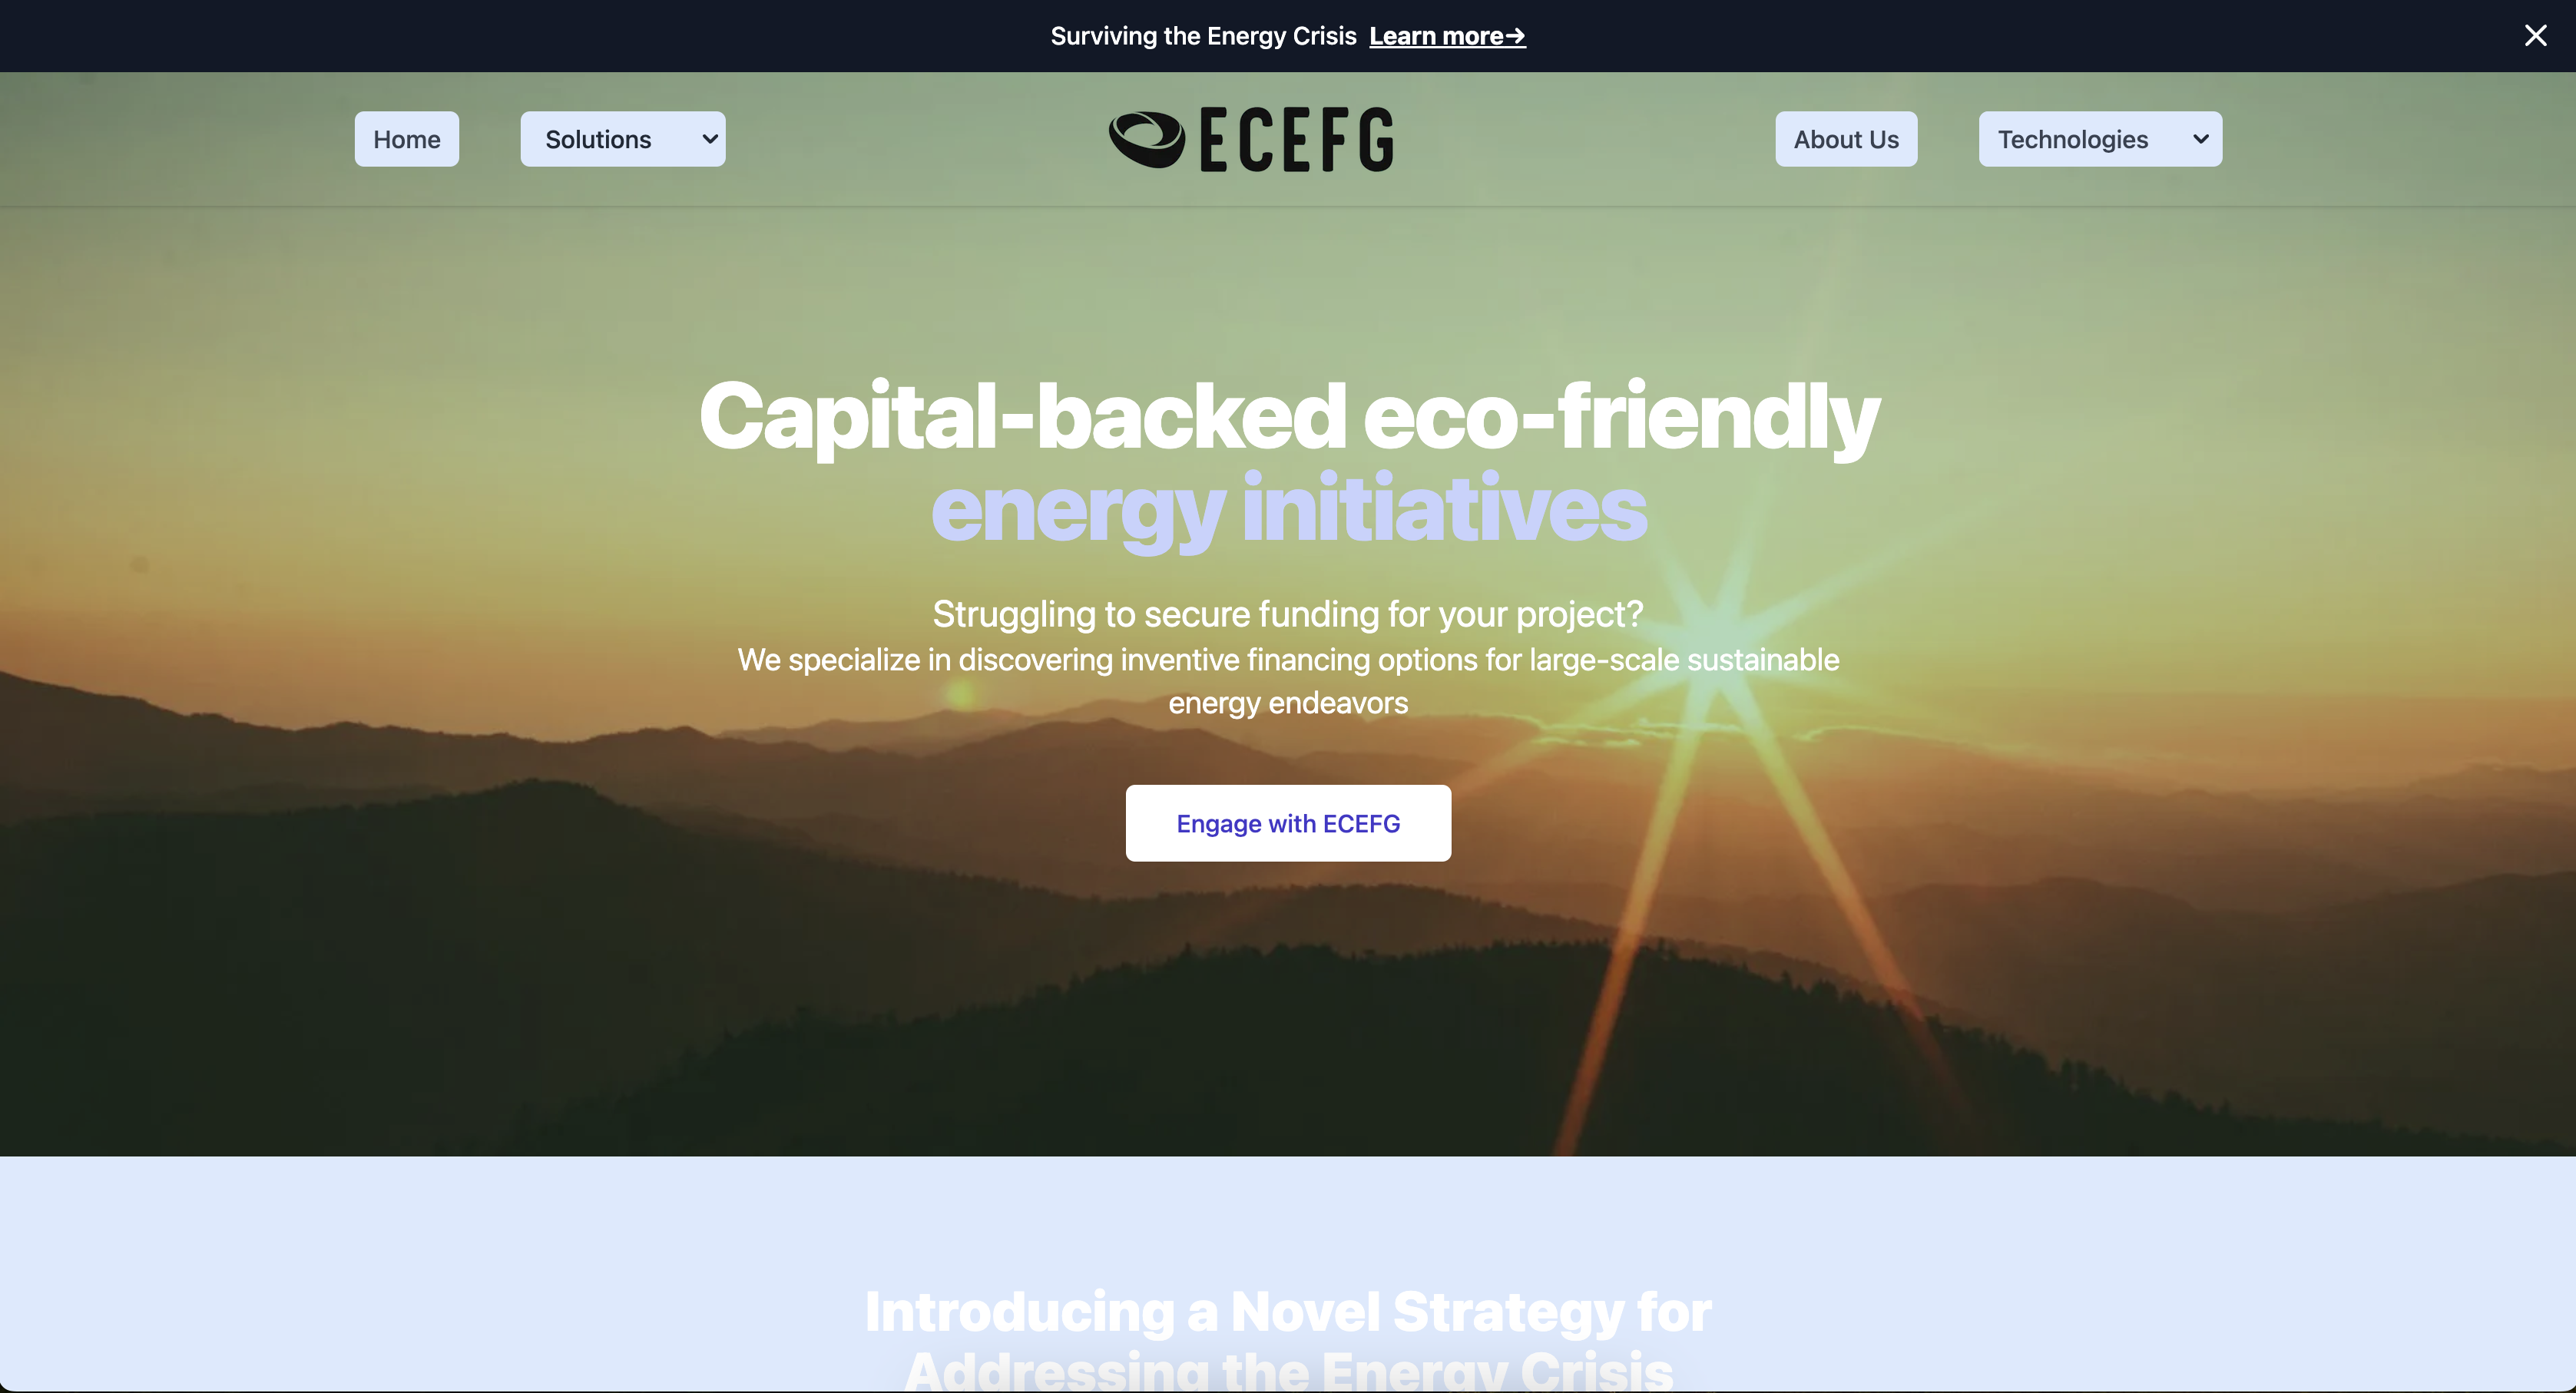 Surviving the Energy Crisis Learn more→
Home
Solutions
ECEFG
About Us
Technologies
Capital-backed eco-friendly
energy initiatives
Struggling to secure funding for your project?
We specialize in discovering inventive financing options for large-scale sustainable
energy endeavors
Engage with ECEFG
Introducing a Novel Strategy for
Addressing the Energy Crisis